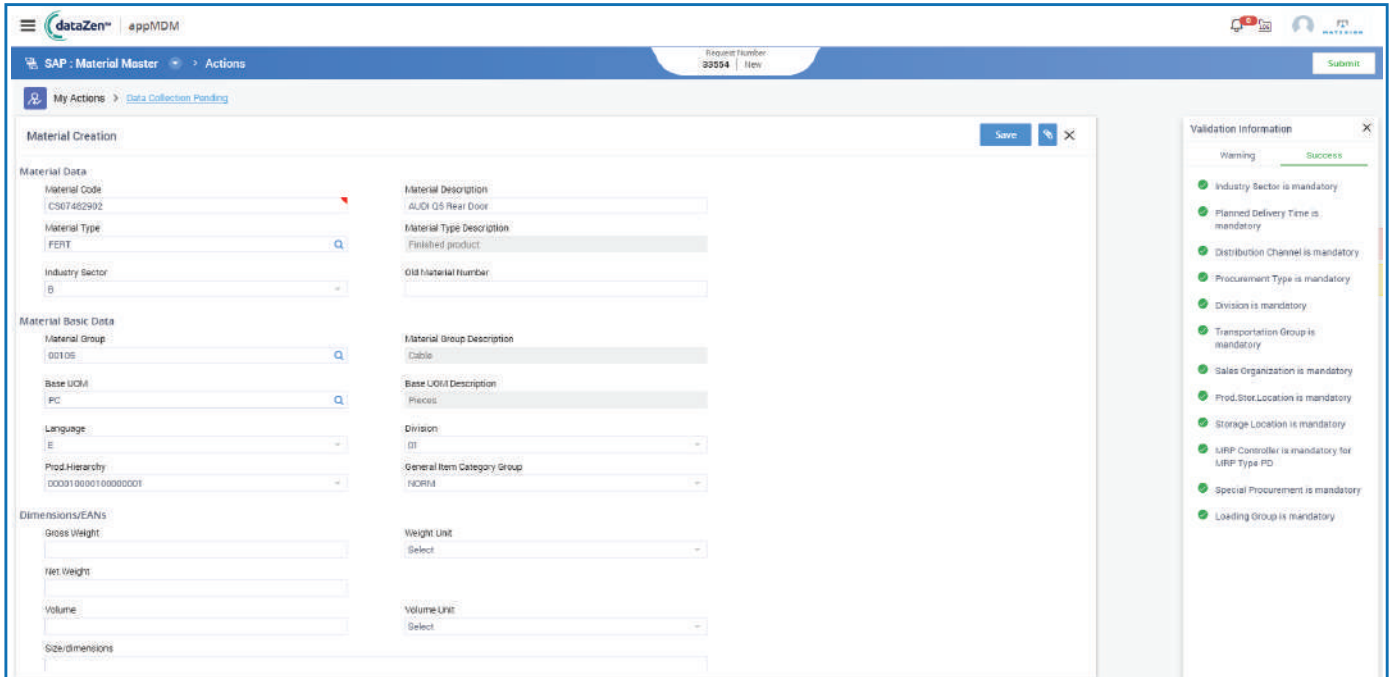 dataZen™ appMDM
0
SAP : Material Master > Actions
Request Number
33554 | New
Submit
My Actions > Data Collection Pending
Material Creation
Save
Material Data
Material Code
CS07482902
Material Description
AUDI Q5 Rear Door
Material Type
FERT
Material Type Description
Finished product
Industry Sector
B
Old Material Number
Material Basic Data
Material Group
00105
Material Group Description
Cable
Base UOM
PC
Base UOM Description
Pieces
Language
E
Division
01
Prod.Hierarchy
000010000100000001
General Item Category Group
NORM
Dimensions/EANs
Gross Weight
Weight Unit
Select
Net Weight
Volume
Volume Unit
Select
Size/dimensions
Validation Information
Warning
Success
Industry Sector is mandatory
Planned Delivery Time is
mandatory
Distribution Channel is mandatory
Procurement Type is mandatory
Division is mandatory
Transportation Group is
mandatory
Sales Organization is mandatory
Prod.Stor.Location is mandatory
Storage Location is mandatory
MRP Controller is mandatory for
MRP Type PD
Special Procurement is mandatory
Loading Group is mandatory